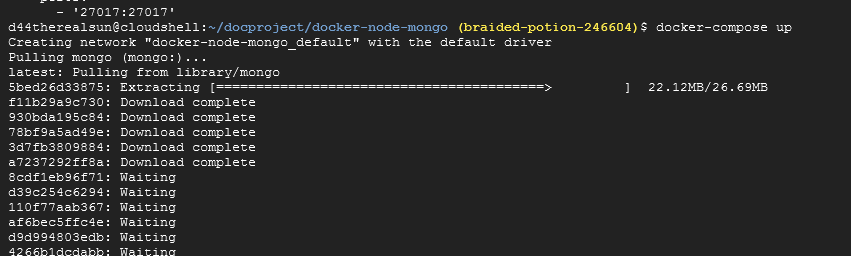 - '27017:27017'
d44therealsun@cloudshell:~/docproject/docker-node-mongo (braided-potion-246604)$ docker-compose up
Creating network "docker-node-mongo_default" with the default driver
Pulling mongo (mongo:)...
latest: Pulling from library/mongo
5bed26d33875: Extracting [=========================================>         ]  22.12MB/26.69MB
f11b29a9c730: Download complete
930bda195c84: Download complete
78bf9a5ad49e: Download complete
3d7fb3809884: Download complete
a7237292ff8a: Download complete
8cdf1eb96f71: Waiting
d39c254c6294: Waiting
110f77aab367: Waiting
af6bec5ffc4e: Waiting
d9d994803edb: Waiting
4266b1dcdabb: Waiting